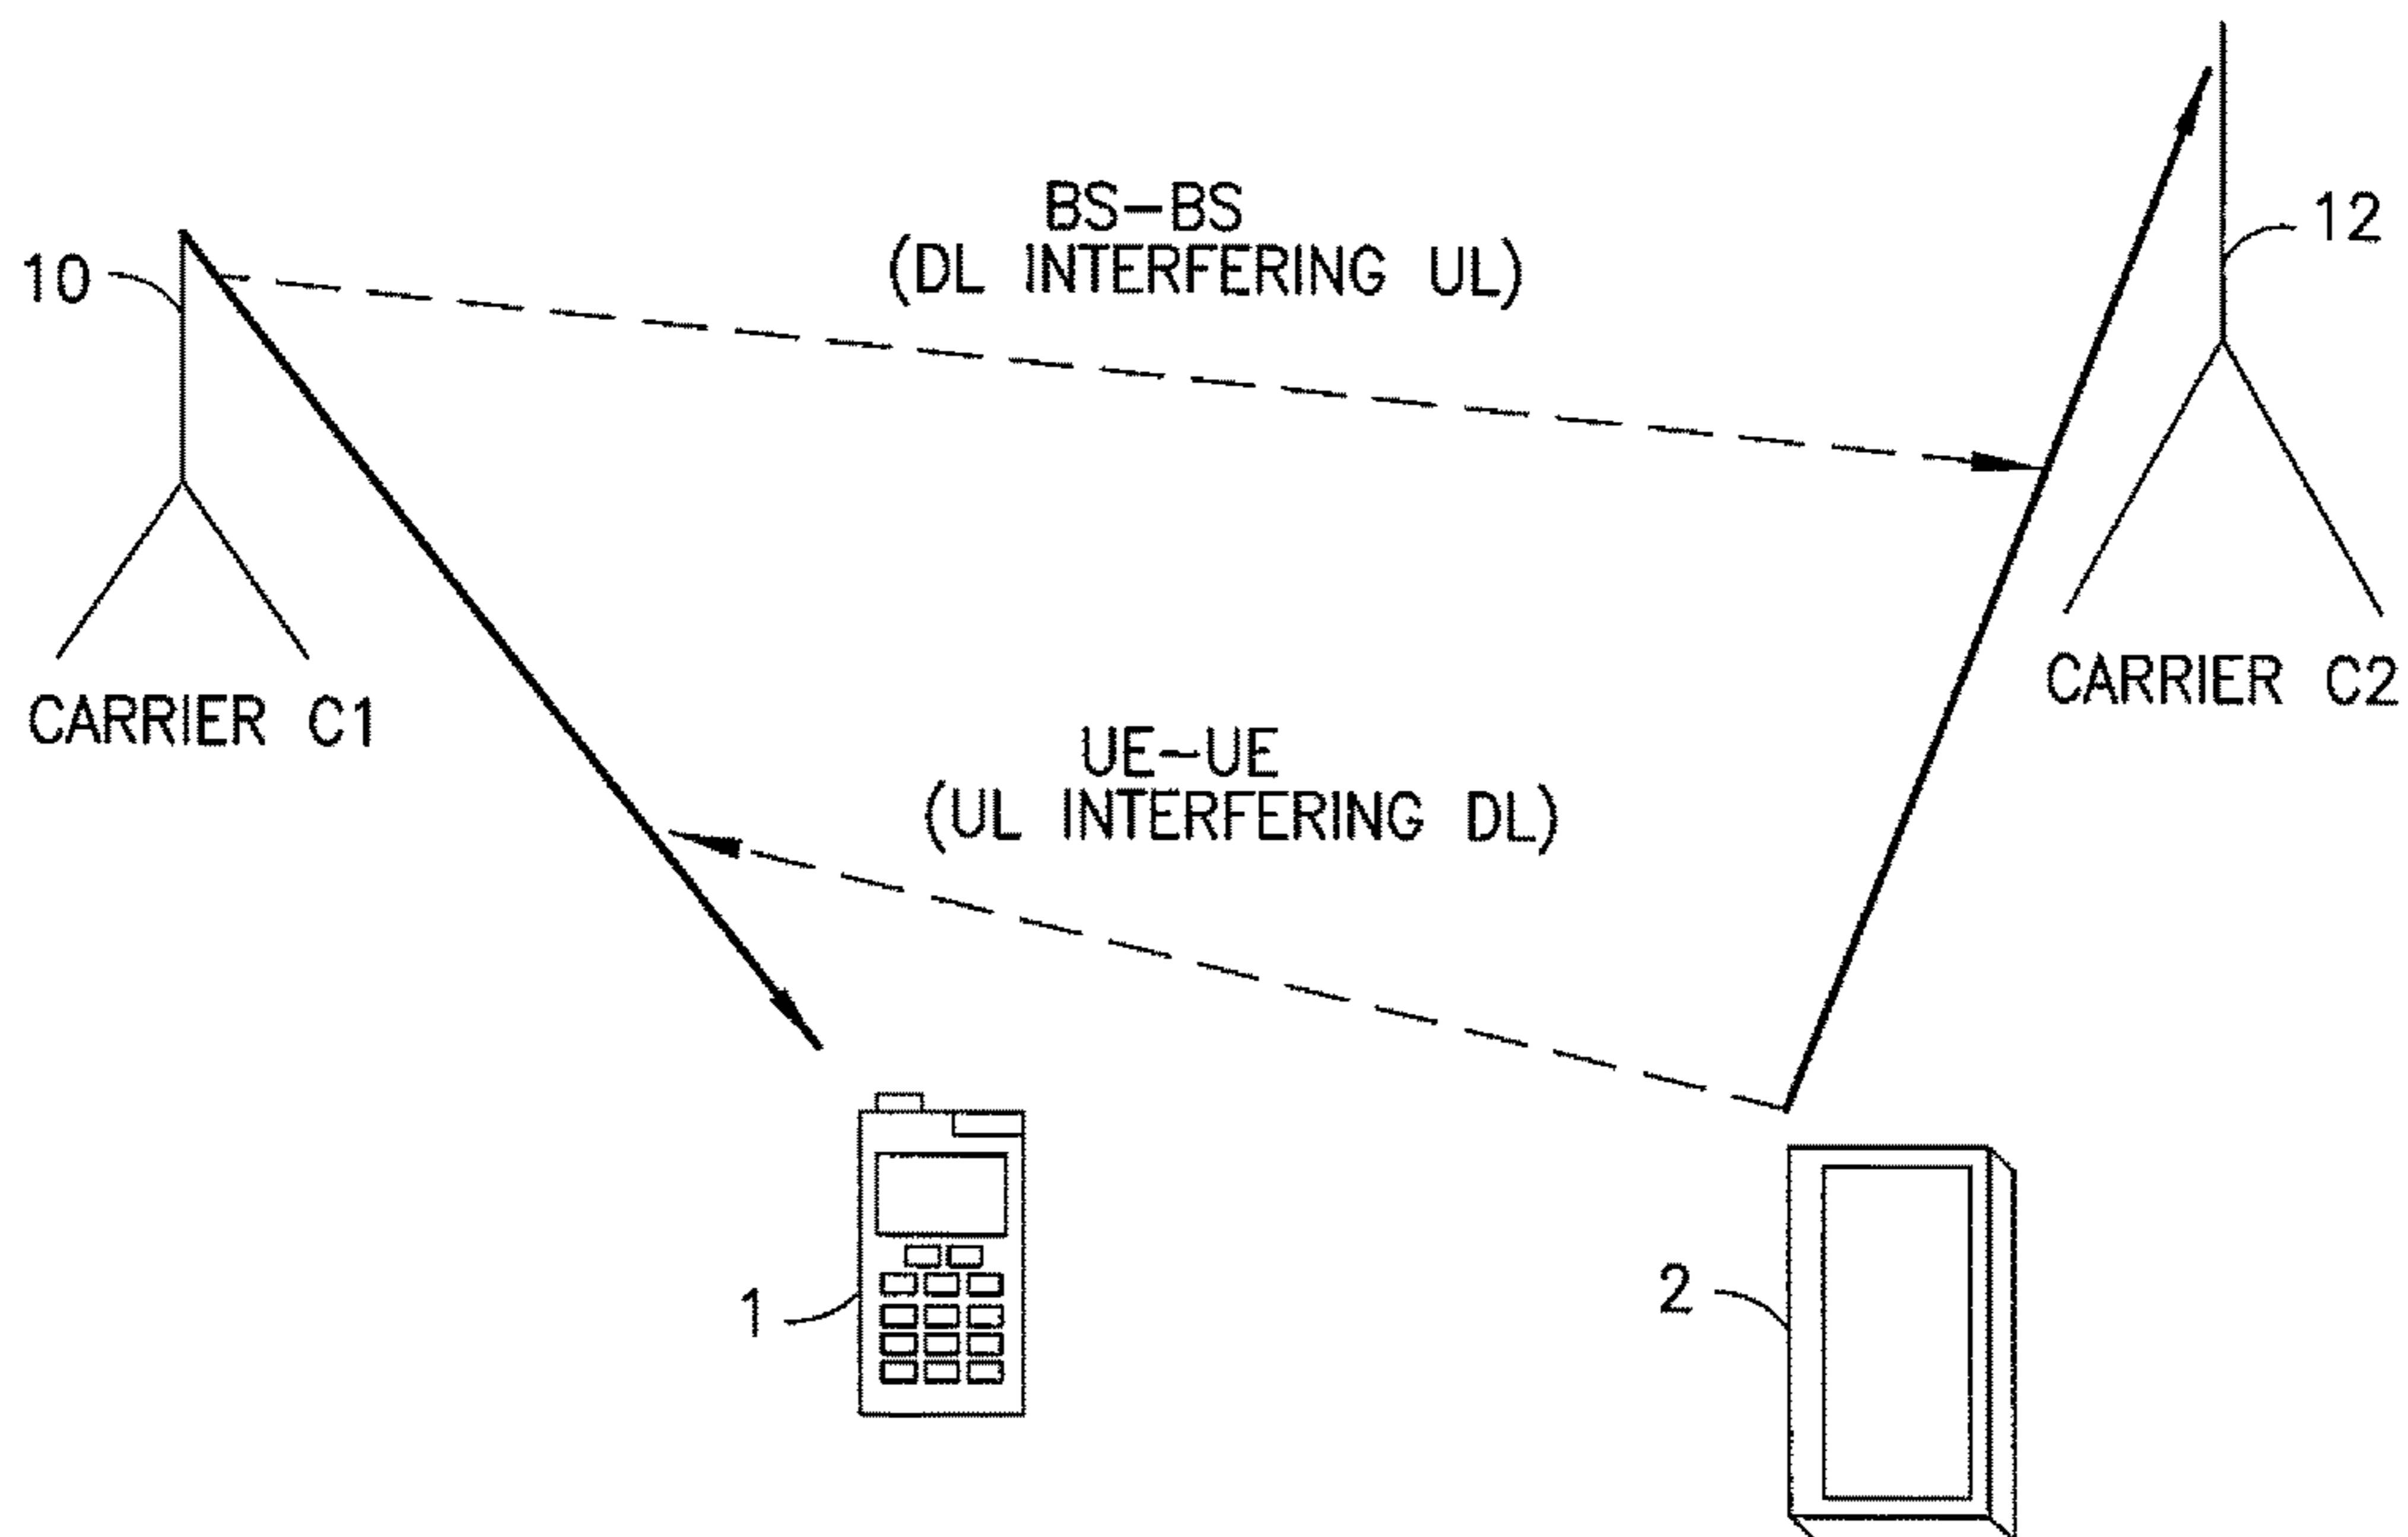 BS-BS
(DL INTERFERING UL)
10
12
CARRIER C1
CARRIER C2
UE-UE
(UL INTERFERING DL)
1
2